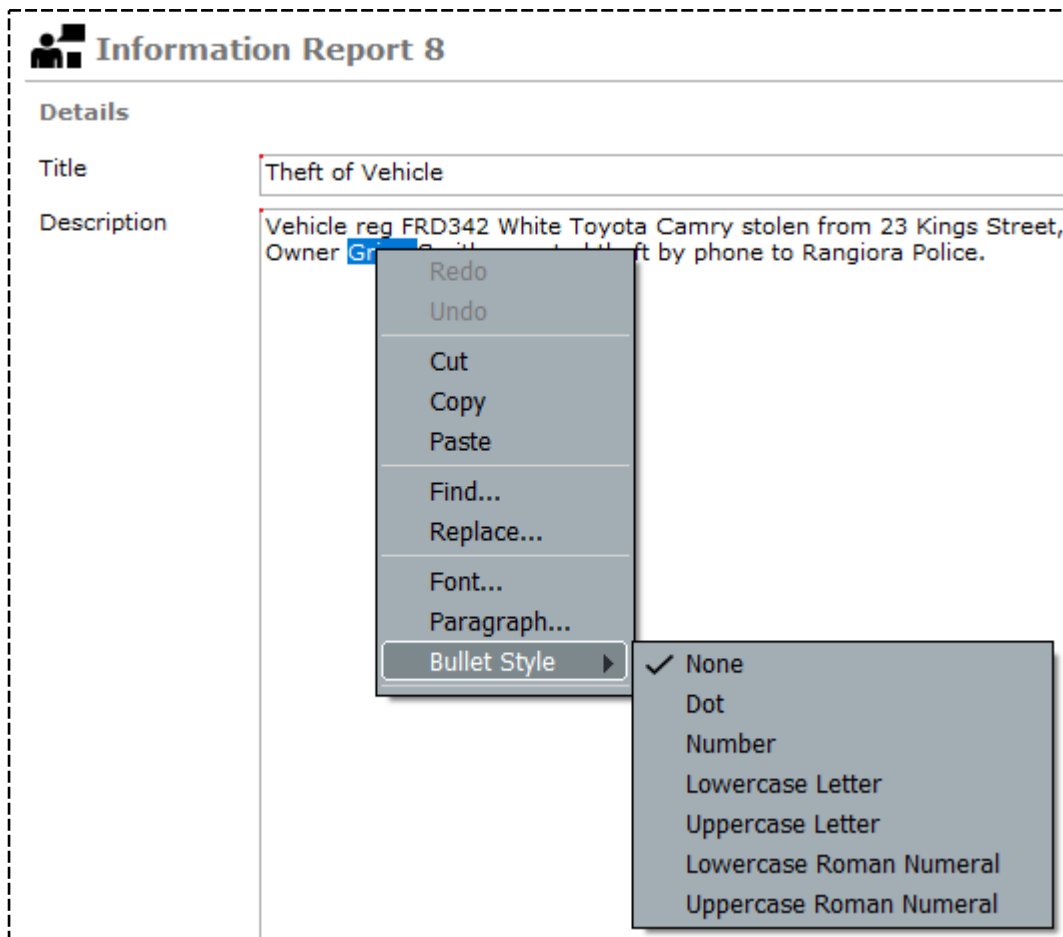 Information Report 8
Details
Title
Theft of Vehicle
Description
Vehicle reg FRD342 White Toyota Camry stolen from 23 Kings Street,
Owner theft by phone to Rangiora Police.
Redo
Undo
Cut
Copy
Paste
Find...
Replace...
Font...
Paragraph...
Bullet Style
None
Dot
Number
Lowercase Letter
Uppercase Letter
Lowercase Roman Numeral
Uppercase Roman Numeral